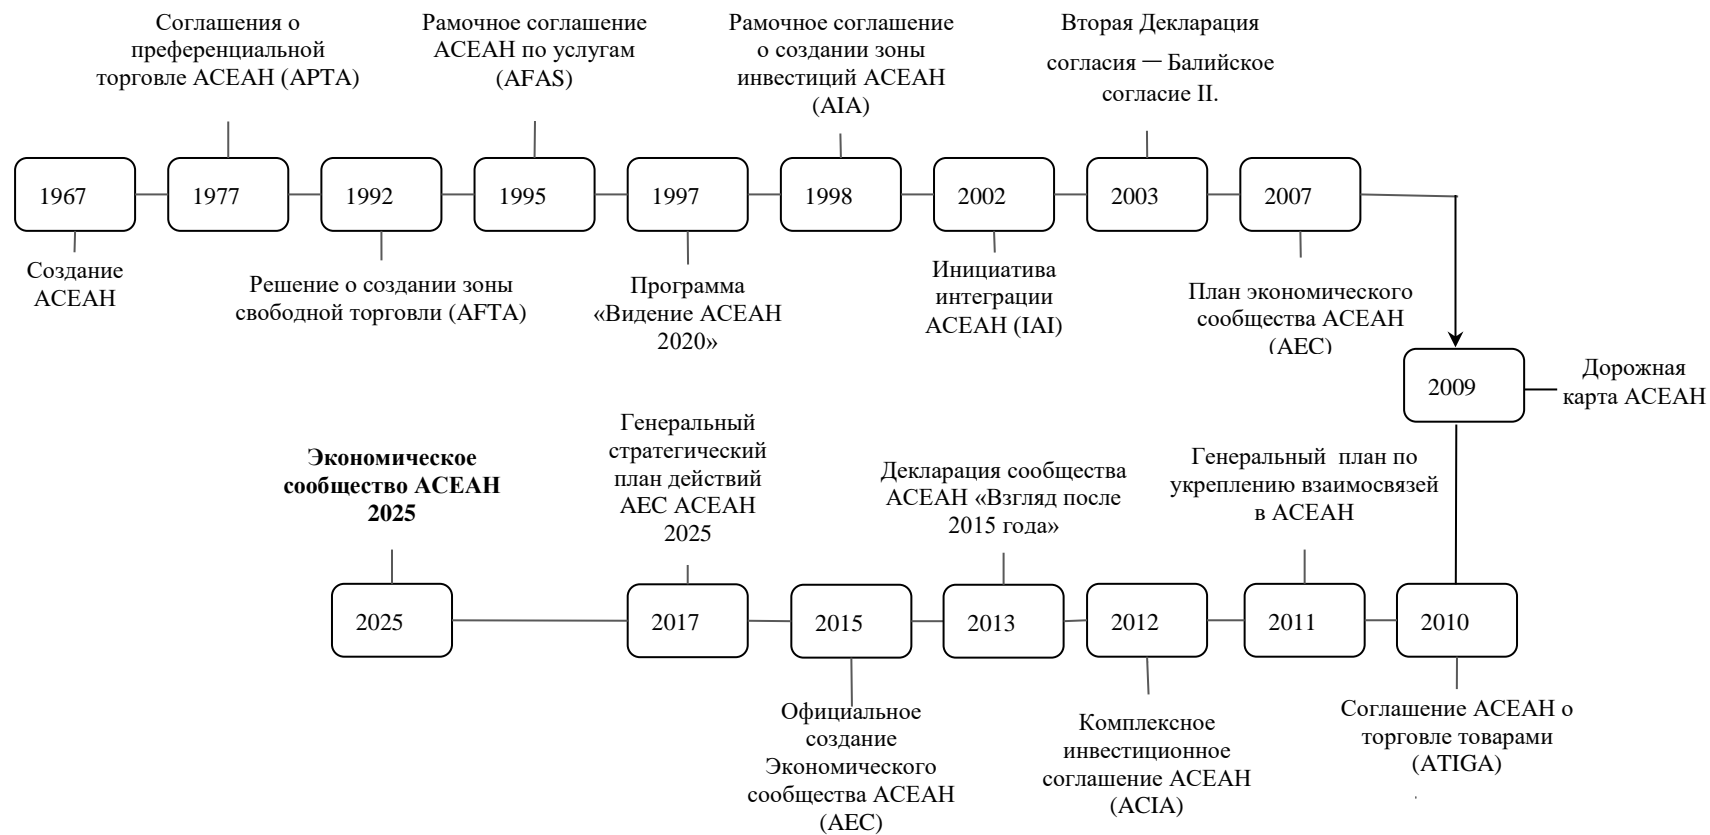 Соглашения о
преференциальной
торговле АСЕАН (APTA)
Рамочное соглашение
АСЕАН по услугам
(AFAS)
Рамочное соглашение
о создании зоны
инвестиций АСЕАН
(AIA)
Вторая Декларация
согласия — Балийское
согласие II.
1967
1977
1992
1995
1997
1998
2002
2003
2007
Создание
АСЕАН
Решение о создании зоны
свободной торговли (AFTA)
Программа
«Видение АСЕАН
2020»
Инициатива
интеграции
АСЕАН (IAI)
План экономического
сообщества АСЕАН
(AEC)
2009
Дорожная
карта АСЕАН
Экономическое
сообщество АСЕАН
2025
Генеральный
стратегический
план действий
АЕС АСЕАН
2025
Декларация сообщества
АСЕАН «Взгляд после
2015 года»
Генеральный план по
укреплению взаимосвязей
в АСЕАН
2025
2017
2015
2013
2012
2011
2010
Официальное
создание
Экономического
сообщества АСЕАН
(AEC)
Комплексное
инвестиционное
соглашение АСЕАН
(ACIA)
Соглашение АСЕАН о
торговле товарами
(ATIGA)